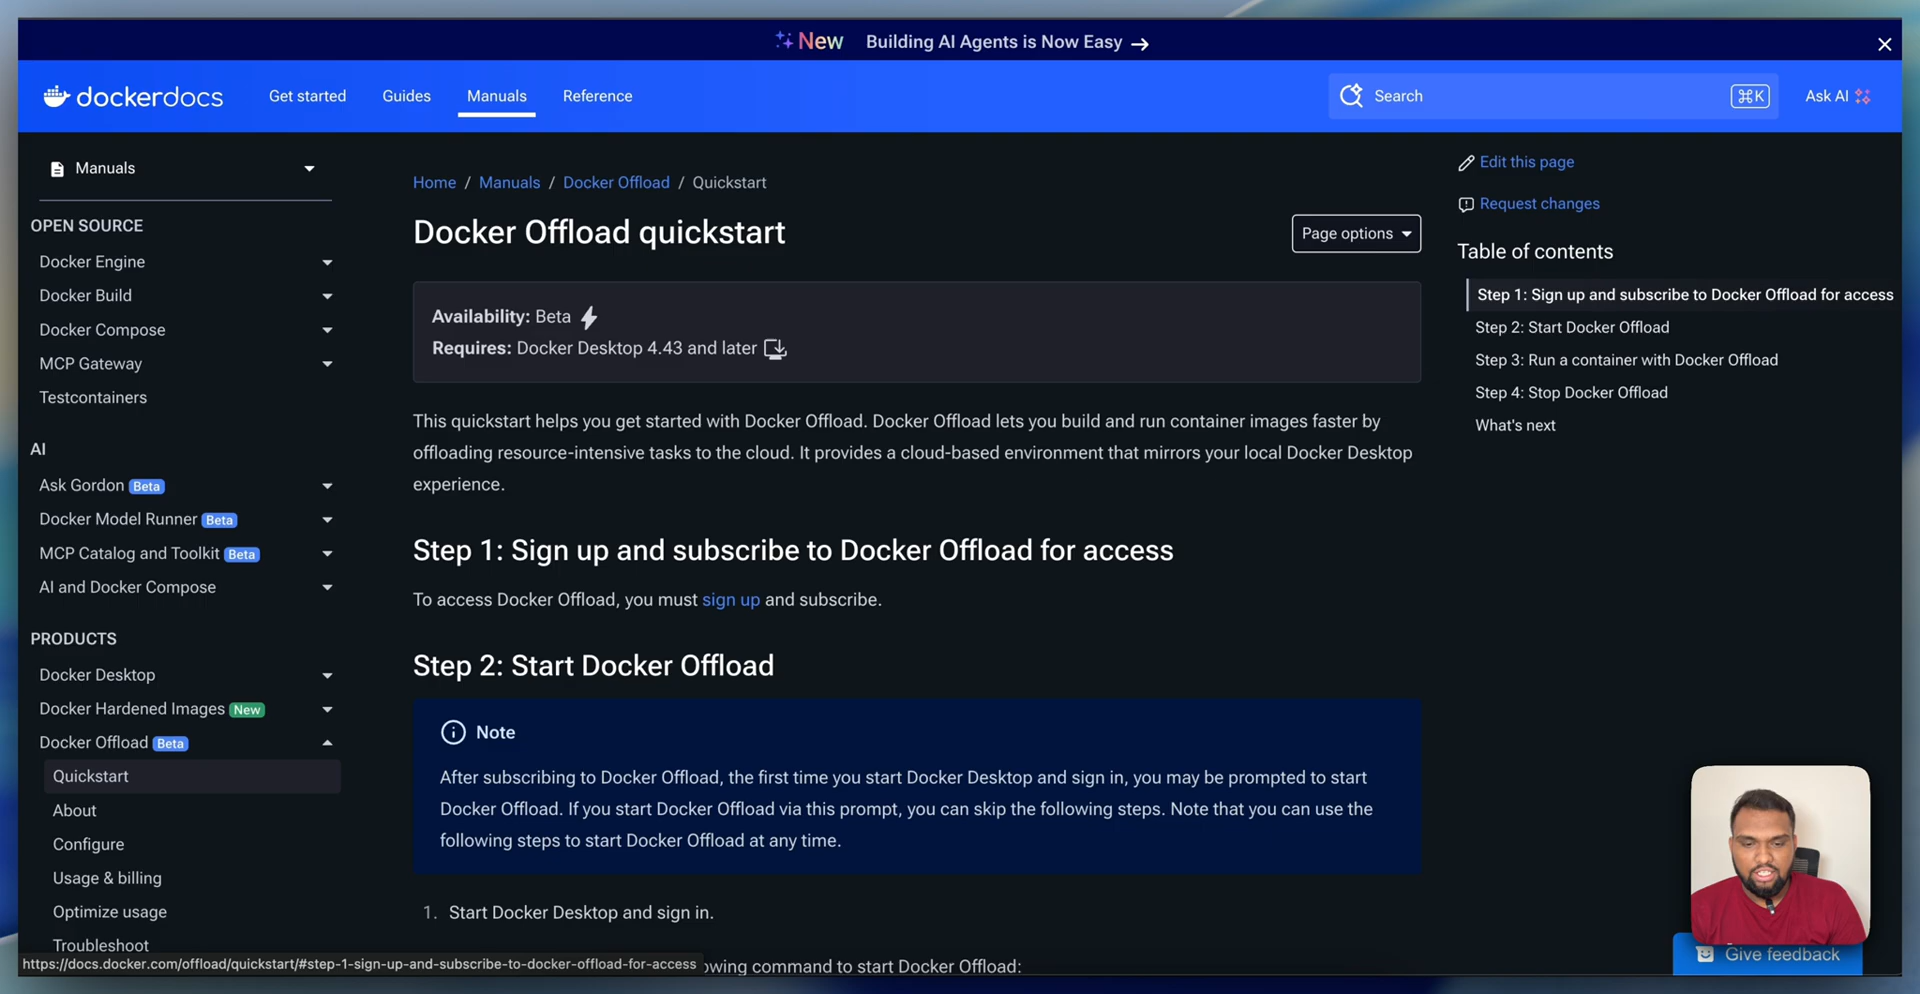 New Building AI Agents is Now Easy →
dockerdocs
Get started
Guides
Manuals
Reference
Search
⌘K
Ask AI
Manuals
OPEN SOURCE
Docker Engine
Docker Build
Docker Compose
MCP Gateway
Testcontainers
AI
Ask Gordon Beta
Docker Model Runner Beta
MCP Catalog and Toolkit Beta
AI and Docker Compose
PRODUCTS
Docker Desktop
Docker Hardened Images New
Docker Offload Beta
Quickstart
About
Configure
Usage & billing
Optimize usage
Troubleshoot
https://docs.docker.com/offload/quickstart/#step-1-sign-up-and-subscribe-to-docker-offload-for-access
Home / Manuals / Docker Offload / Quickstart
Docker Offload quickstart
Page options
Availability: Beta
Requires: Docker Desktop 4.43 and later
This quickstart helps you get started with Docker Offload. Docker Offload lets you build and run container images faster by
offloading resource-intensive tasks to the cloud. It provides a cloud-based environment that mirrors your local Docker Desktop
experience.
Step 1: Sign up and subscribe to Docker Offload for access
To access Docker Offload, you must sign up and subscribe.
Step 2: Start Docker Offload
Note
After subscribing to Docker Offload, the first time you start Docker Desktop and sign in, you may be prompted to start
Docker Offload. If you start Docker Offload via this prompt, you can skip the following steps. Note that you can use the
following steps to start Docker Offload at any time.
1. Start Docker Desktop and sign in.
owing command to start Docker Offload:
Edit this page
Request changes
Table of contents
Step 1: Sign up and subscribe to Docker Offload for access
Step 2: Start Docker Offload
Step 3: Run a container with Docker Offload
Step 4: Stop Docker Offload
What's next
Give feedback